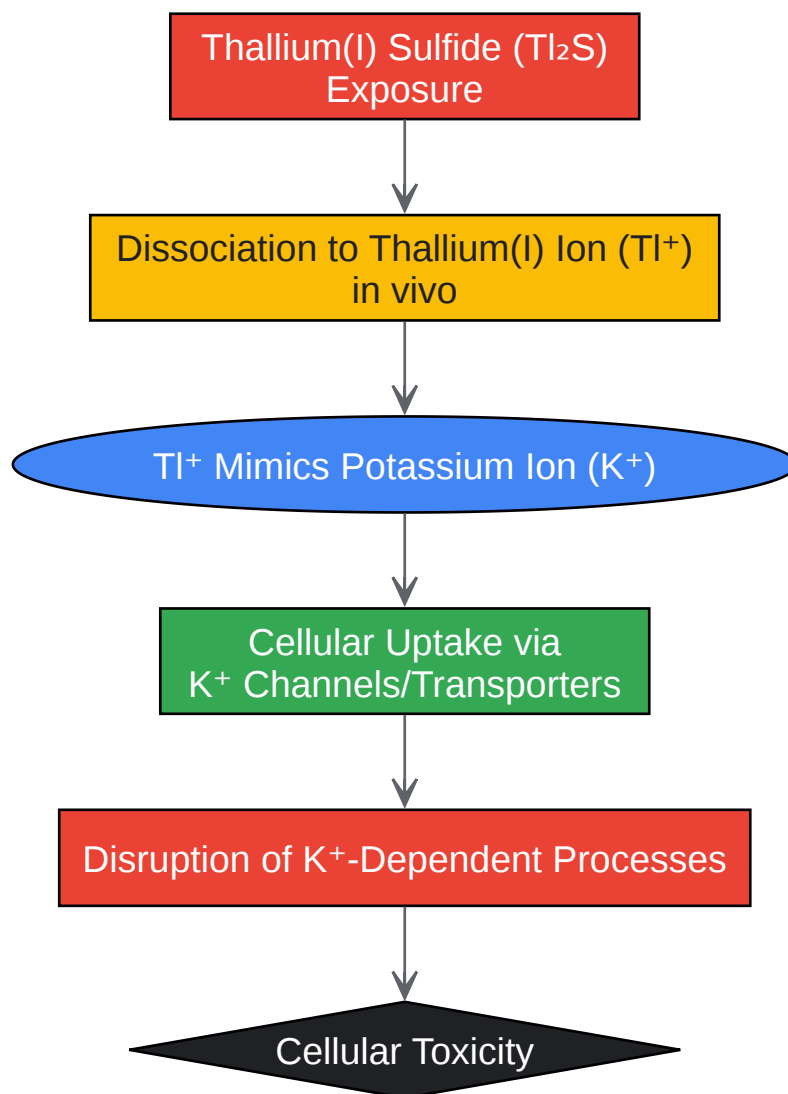 Thallium(I) Sulfide (Tl₂S)
Exposure
Dissociation to Thallium(I) Ion (Tl⁺)
in vivo
Tl⁺ Mimics Potassium Ion (K⁺)
Cellular Uptake via
K⁺ Channels/Transporters
Disruption of K⁺-Dependent Processes
Cellular Toxicity